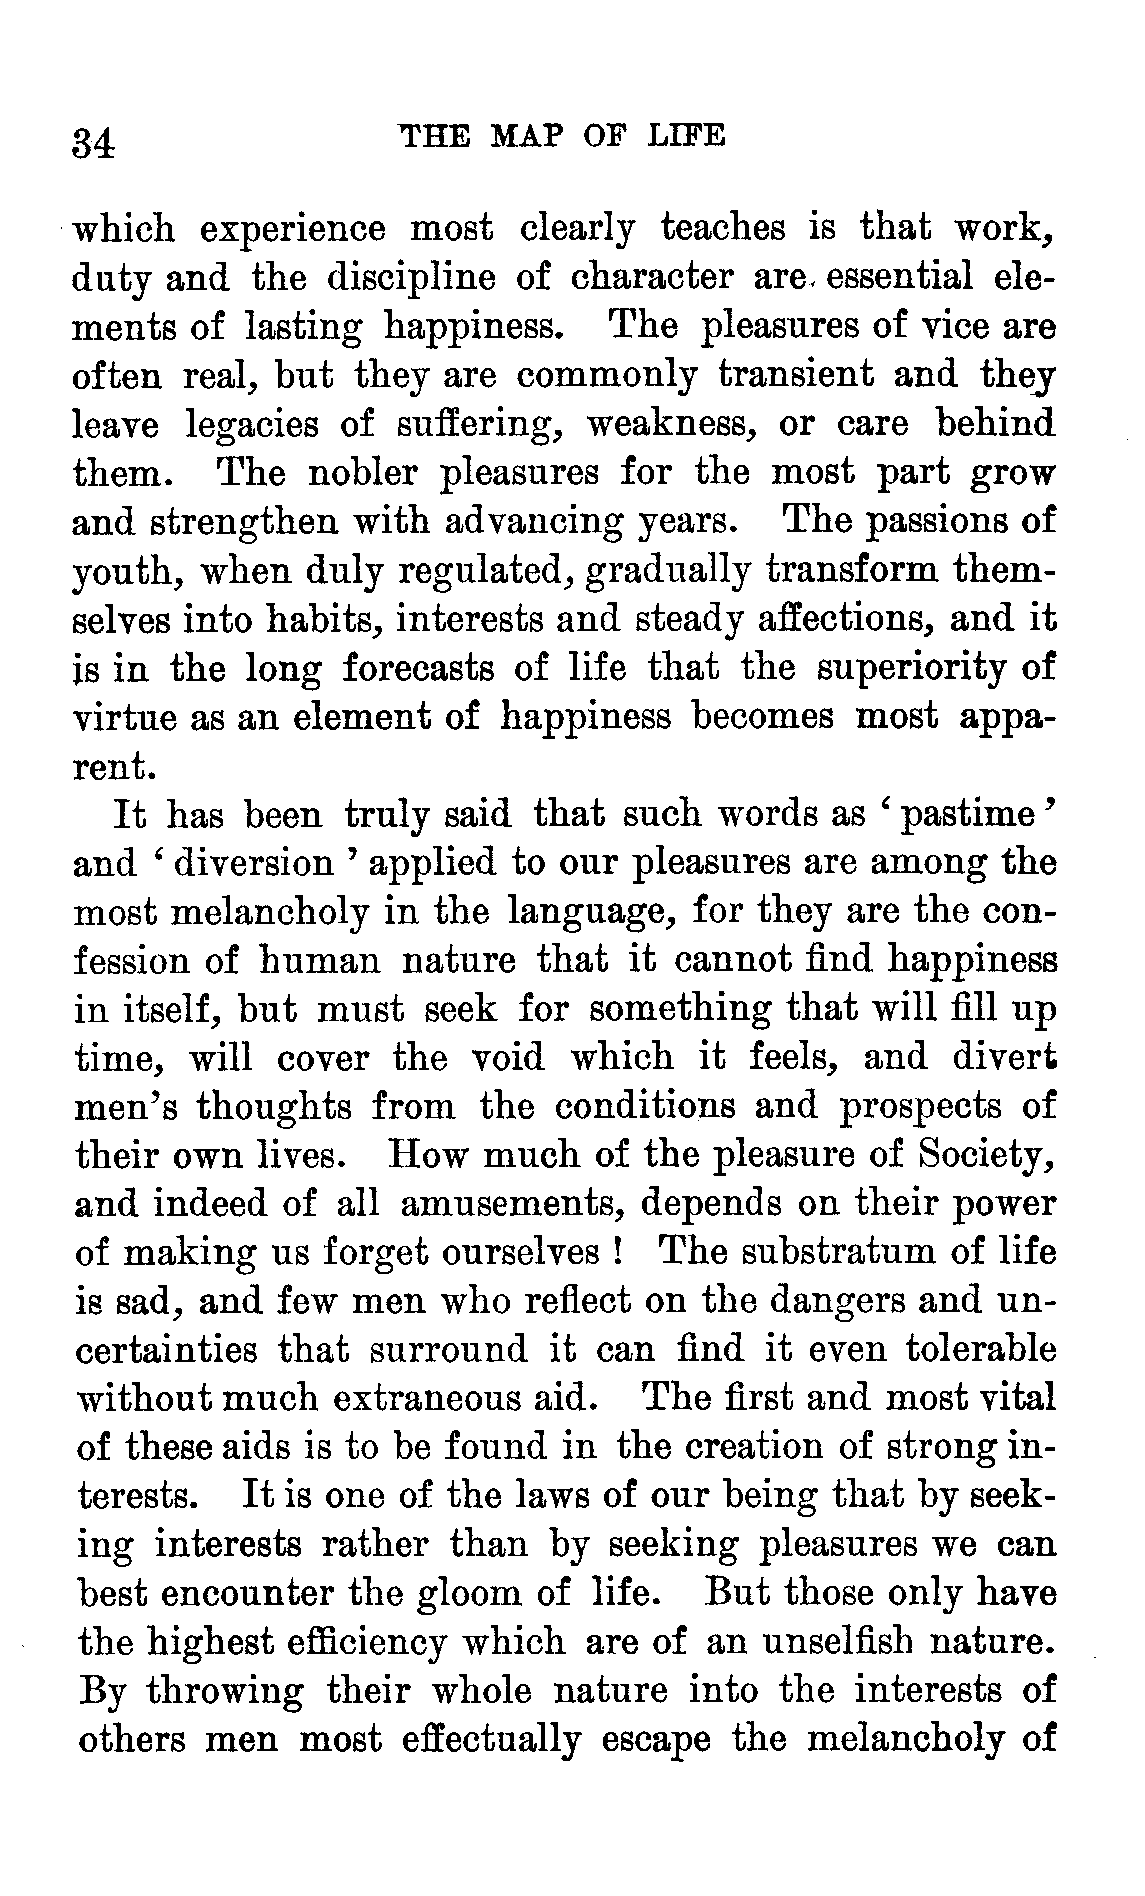 34 THE MAP OF LIFE
which experience most clearly teaches is that work,
duty and the discipline of character are essential ele-
ments of lasting happiness. The pleasures of vice are
often real, but they are commonly transient and they
leave legacies of suffering, weakness, or care behind
them. The nobler pleasures for the most part grow
and strengthen with advancing years. The passions of
youth, when duly regulated, gradually transform them-
selves into habits, interests and steady affections, and it
is in the long forecasts of life that the superiority of
virtue as an element of happiness becomes most appa-
rent.
It has been truly said that such words as ‘ pastime ’
and ‘ diversion ’ applied to our pleasures are among the
most melancholy in the language, for they are the con-
fession of human nature that it cannot find happiness
in itself, but must seek for something that will fill up
time, will cover the void which it feels, and divert
men’s thoughts from the conditions and prospects of
their own lives. How much of the pleasure of Society,
and indeed of all amusements, depends on their power
of making us forget ourselves ! The substratum of life
is sad, and few men who reflect on the dangers and un-
certainties that surround it can find it even tolerable
without much extraneous aid. The first and most vital
of these aids is to be found in the creation of strong in-
terests. It is one of the laws of our being that by seek-
ing interests rather than by seeking pleasures we can
best encounter the gloom of life. But those only have
the highest efficiency which are of an unselfish nature.
By throwing their whole nature into the interests of
others men most effectually escape the melancholy of